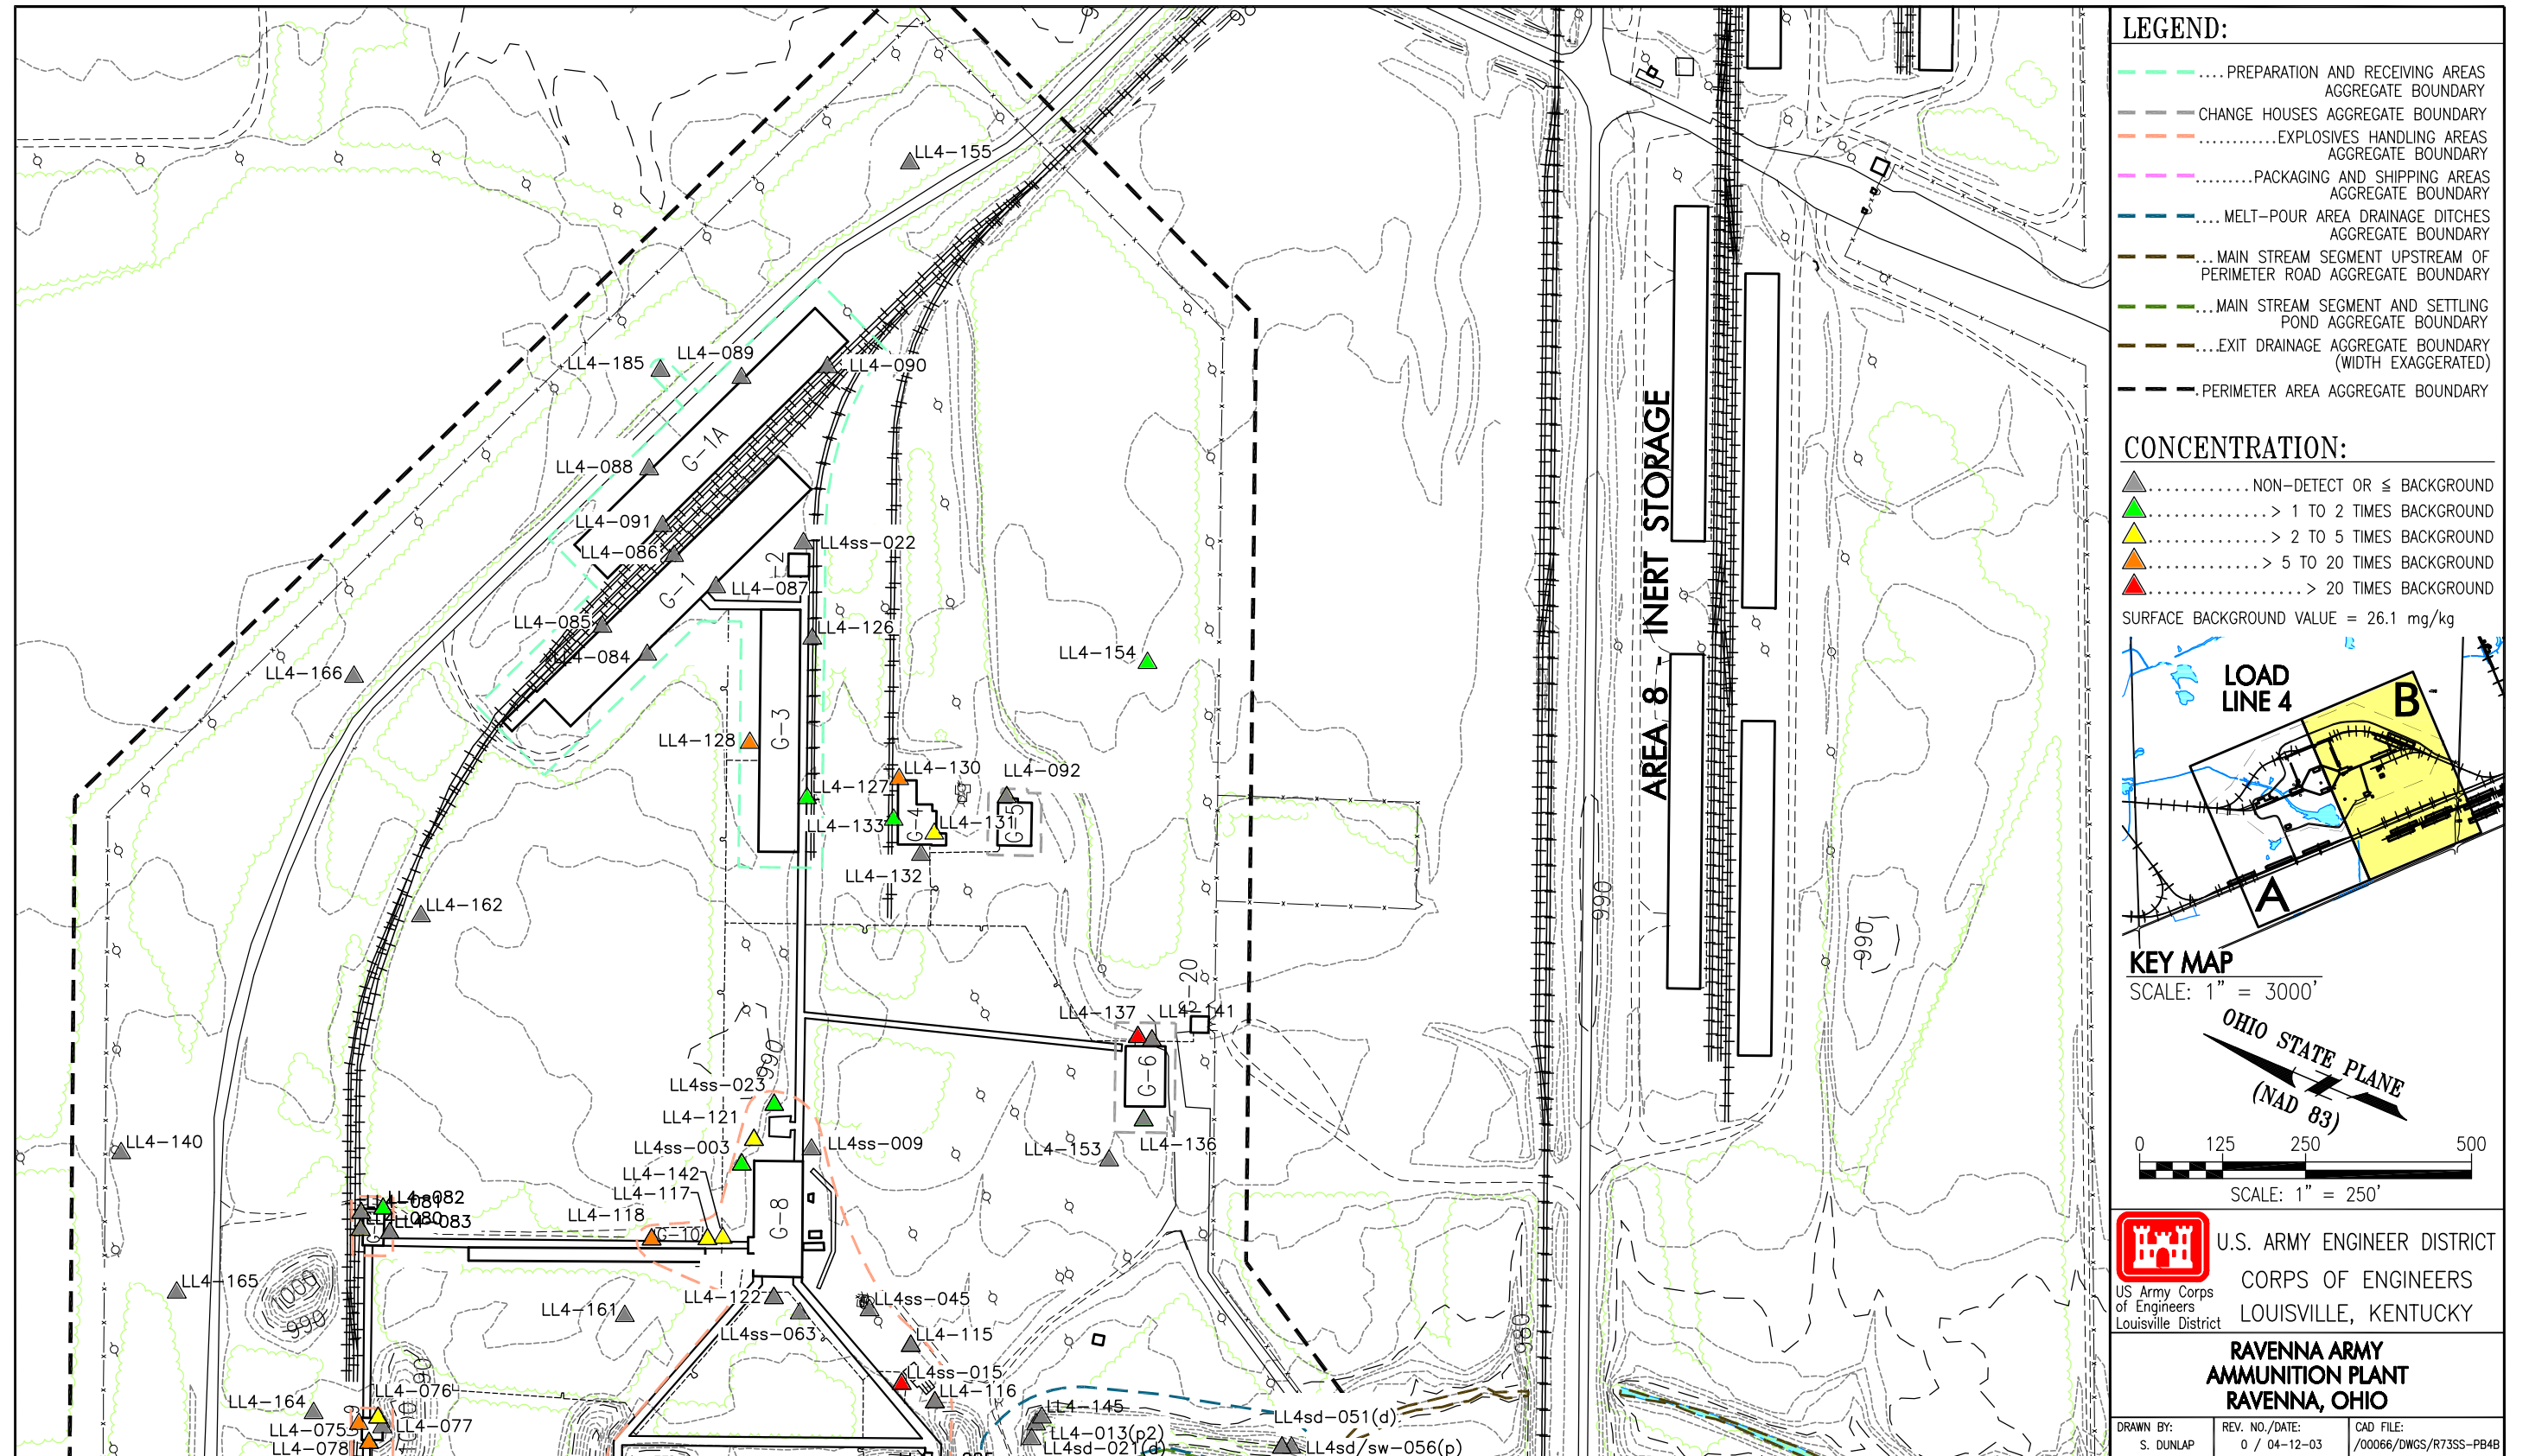 LL4-155
LL4-185
LL4-089
LL4-090
G-1A
LL4-088
LL4-091
LL4-086
LL4ss-022
G-1
LL4-087
LL4-085
LL4-126
LL4-084
LL4-154
LL4-166
G-3
LL4-128
LL4-130
LL4-092
LL4-127
LL4-133
G-4
LL4-131
G-5
LL4-132
LL4-162
AREA 8 - INERT STORAGE
990
990
LL4-137
LL4-141
G-6
990
LL4ss-023
LL4-121
LL4ss-003
LL4ss-009
LL4-136
LL4-153
LL4-140
LL4-142
LL4-117
LL4-118
G-8
G-10
LL4-082
LL4-083
LL4-165
1000
990
LL4-161
LL4-122
LL4ss-063
LL4ss-045
LL4-115
LL4ss-015
LL4-116
980
LL4-164
LL4-076
LL4-075
LL4-077
LL4-078
LL4-145
LL4-013(p2)
LL4sd-021(d)
LL4sd-051(d)
LL4sd/sw-056(p)
LEGEND:
....PREPARATION AND RECEIVING AREAS
AGGREGATE BOUNDARY
CHANGE HOUSES AGGREGATE BOUNDARY
...........EXPLOSIVES HANDLING AREAS
AGGREGATE BOUNDARY
........PACKAGING AND SHIPPING AREAS
AGGREGATE BOUNDARY
.... MELT-POUR AREA DRAINAGE DITCHES
AGGREGATE BOUNDARY
...MAIN STREAM SEGMENT UPSTREAM OF
PERIMETER ROAD AGGREGATE BOUNDARY
...MAIN STREAM SEGMENT AND SETTLING
POND AGGREGATE BOUNDARY
....EXIT DRAINAGE AGGREGATE BOUNDARY
(WIDTH EXAGGERATED)
.PERIMETER AREA AGGREGATE BOUNDARY
CONCENTRATION:
............NON-DETECT OR ≤ BACKGROUND
..............> 1 TO 2 TIMES BACKGROUND
..............> 2 TO 5 TIMES BACKGROUND
.............> 5 TO 20 TIMES BACKGROUND
..................> 20 TIMES BACKGROUND
SURFACE BACKGROUND VALUE = 26.1 mg/kg
LOAD
LINE 4
B
A
KEY MAP
SCALE: 1" = 3000'
OHIO STATE PLANE
(NAD 83)
0 125 250 500
SCALE: 1" = 250'
U.S. ARMY ENGINEER DISTRICT
CORPS OF ENGINEERS
LOUISVILLE, KENTUCKY
US Army Corps
of Engineers
Louisville District
RAVENNA ARMY
AMMUNITION PLANT
RAVENNA, OHIO
DRAWN BY: REV. NO./DATE: CAD FILE:
S. DUNLAP 0 / 04-12-03 /00066/DWGS/R73SS-PB4B